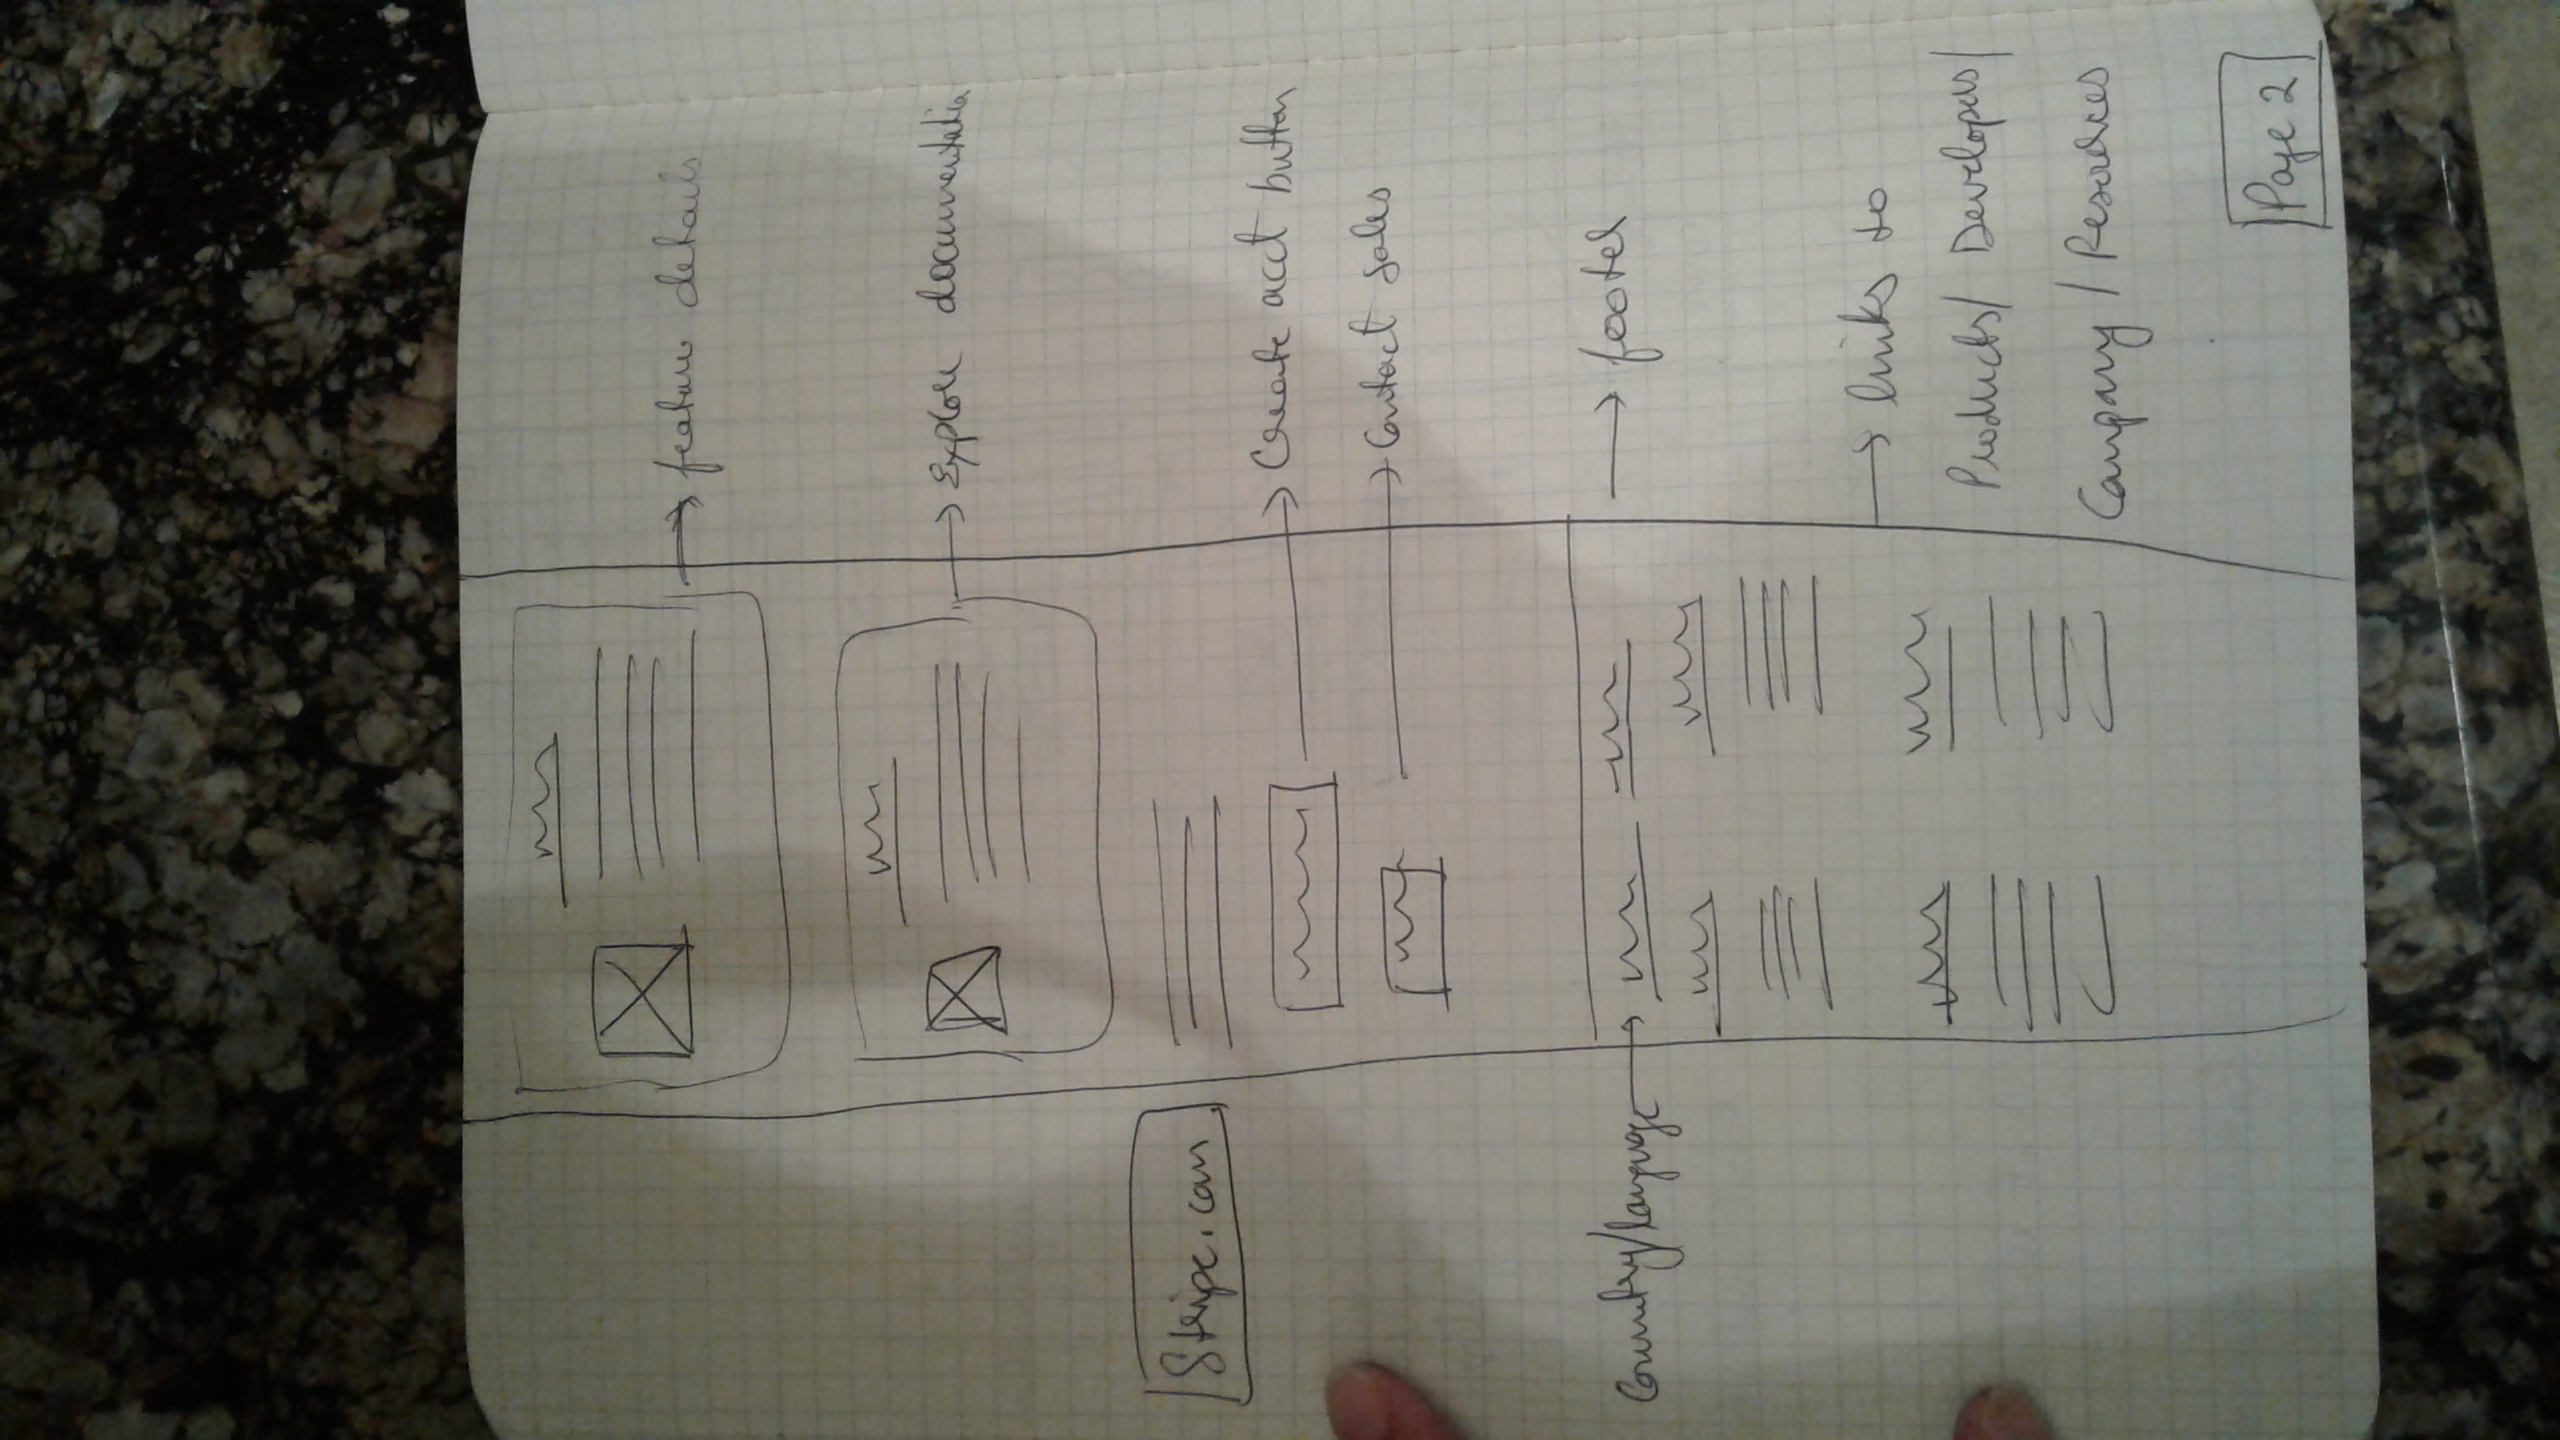 feature details
Explore documentation
Stripe.com
Create acct button
Contact sales
Country/language
footer
links to
Products/ Developers/
Company / Resources
Page 2